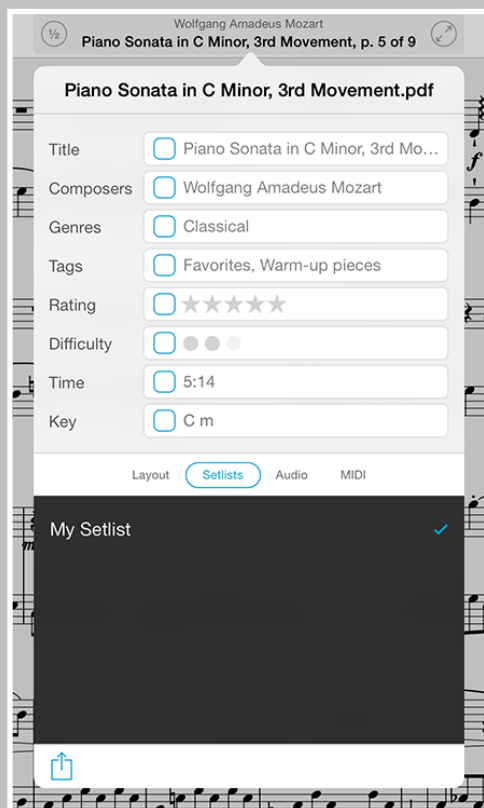 ½
Wolfgang Amadeus Mozart
Piano Sonata in C Minor, 3rd Movement, p. 5 of 9
Piano Sonata in C Minor, 3rd Movement.pdf
Title Piano Sonata in C Minor, 3rd Mo...
Composers Wolfgang Amadeus Mozart
Genres Classical
Tags Favorites, Warm-up pieces
Rating
Difficulty
Time 5:14
Key C m
Layout Setlists Audio MIDI
My Setlist